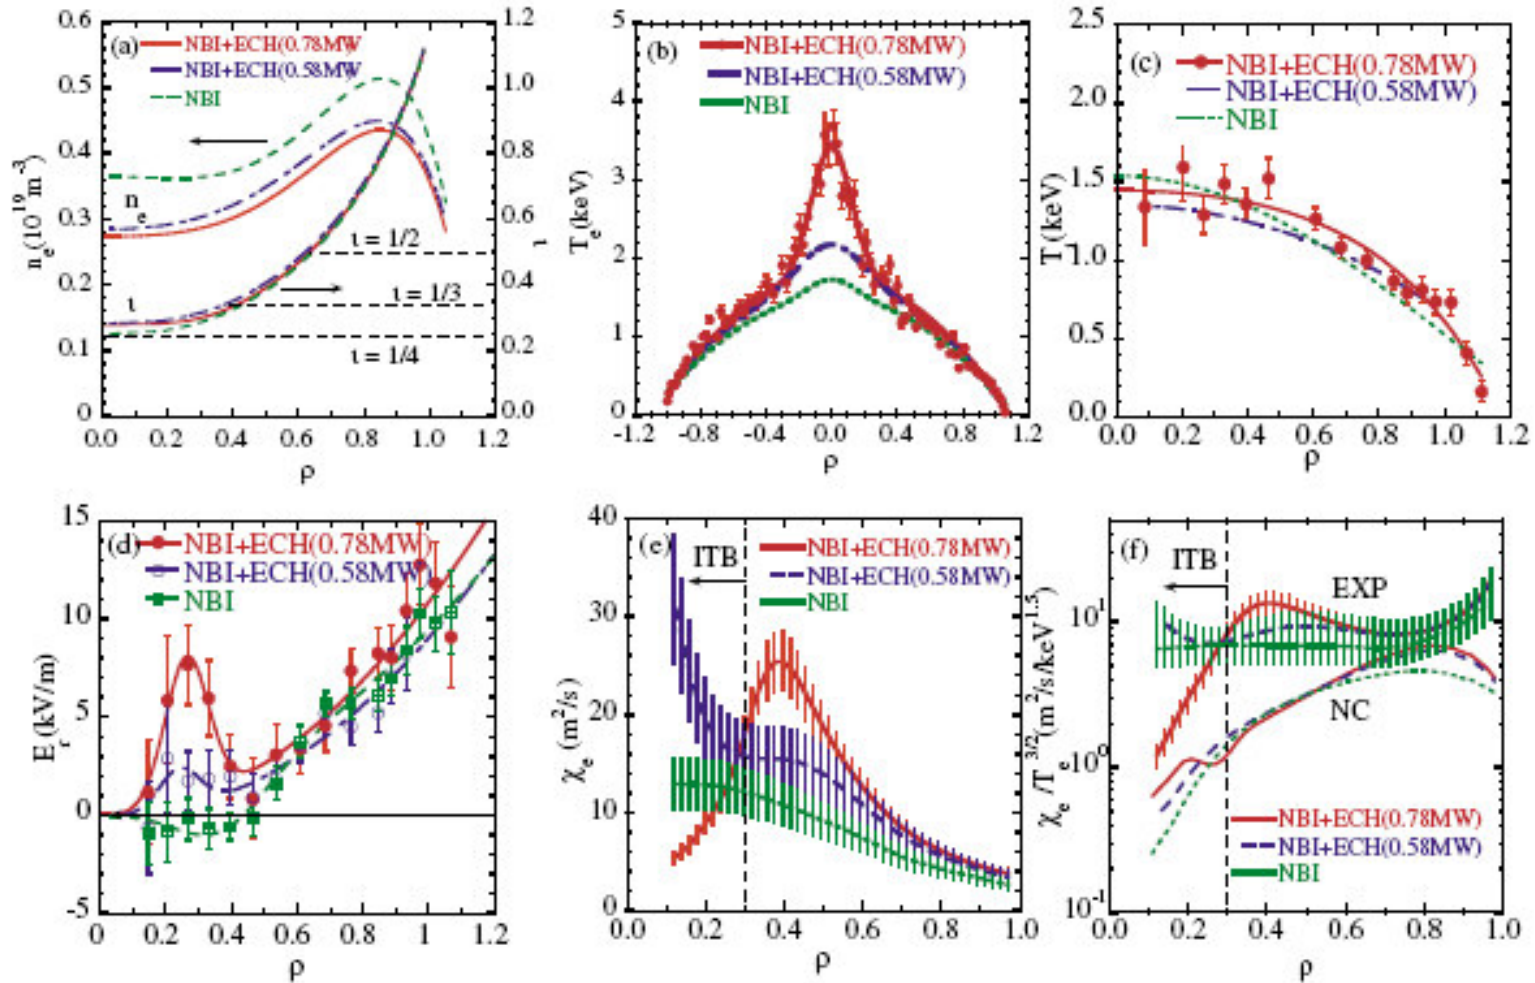 (a)
NBI+ECH(0.78MW)
NBI+ECH(0.58MW
NBI
0.6
0.5
0.4
0.3
0.2
0.1
0
n_e(10^19 m^-3)
n_e
ι
ι = 1/2
ι = 1/3
ι = 1/4
1.2
1.0
0.8
0.6
0.4
0.2
0.0
ι
0.0 0.2 0.4 0.6 0.8 1.0 1.2
ρ
(b)
NBI+ECH(0.78MW)
NBI+ECH(0.58MW)
NBI
5
4
3
2
1
0
T_e(keV)
-1.2 -0.8 -0.4 0.0 0.4 0.8 1.2
ρ
(c)
NBI+ECH(0.78MW)
NBI+ECH(0.58MW)
NBI
2.5
2.0
1.5
1.0
0.5
0.0
(keV)
0.0 0.2 0.4 0.6 0.8 1.0 1.2
ρ
(d)
NBI+ECH(0.78MW)
NBI+ECH(0.58MW)
NBI
15
10
5
0
-5
E_r(kV/m)
0 0.2 0.4 0.6 0.8 1 1.2
ρ
(e)
ITB
NBI+ECH(0.78MW)
NBI+ECH(0.58MW)
NBI
40
30
20
10
0
χ_e (m^2/s)
0.0 0.2 0.4 0.6 0.8 1.0
ρ
(f)
ITB
EXP
NC
NBI+ECH(0.78MW)
NBI+ECH(0.58MW)
NBI
10^1
10^0
10^-1
χ_e/T_e^3/2(m^2/s/keV^1.5)
0.0 0.2 0.4 0.6 0.8 1.0
ρ